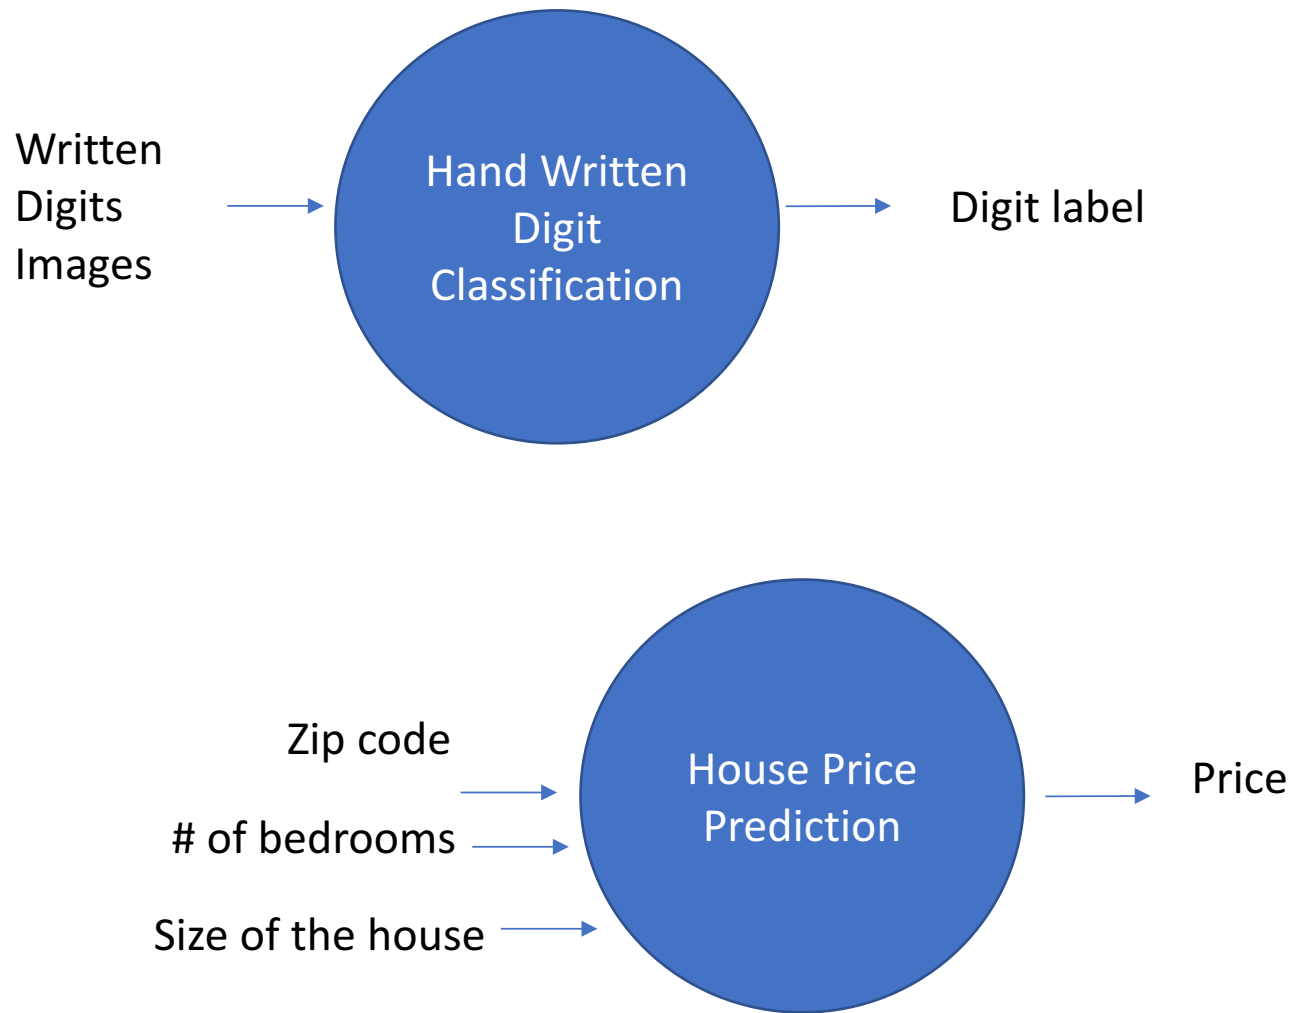 Written
Digits
Images
Hand Written
Digit
Classification
Digit label
Zip code
# of bedrooms
Size of the house
House Price
Prediction
Price